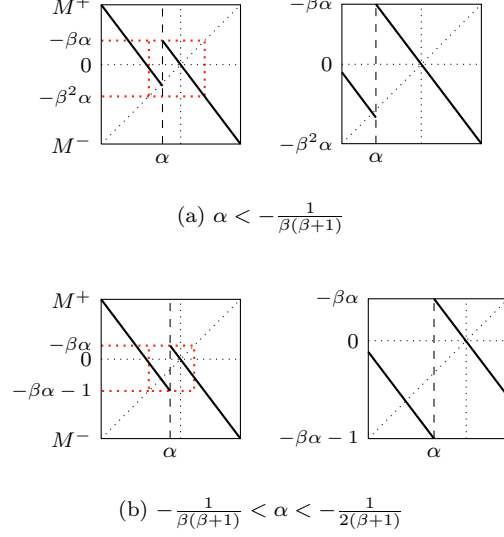 M⁺
−βα
0
−β²α
M⁻
α
−βα
0
−β²α
α
(a) α < −1/(β(β+1))
M⁺
−βα
0
−βα − 1
M⁻
α
−βα
0
−βα − 1
α
(b) −1/(β(β+1)) < α < −1/(2(β+1))